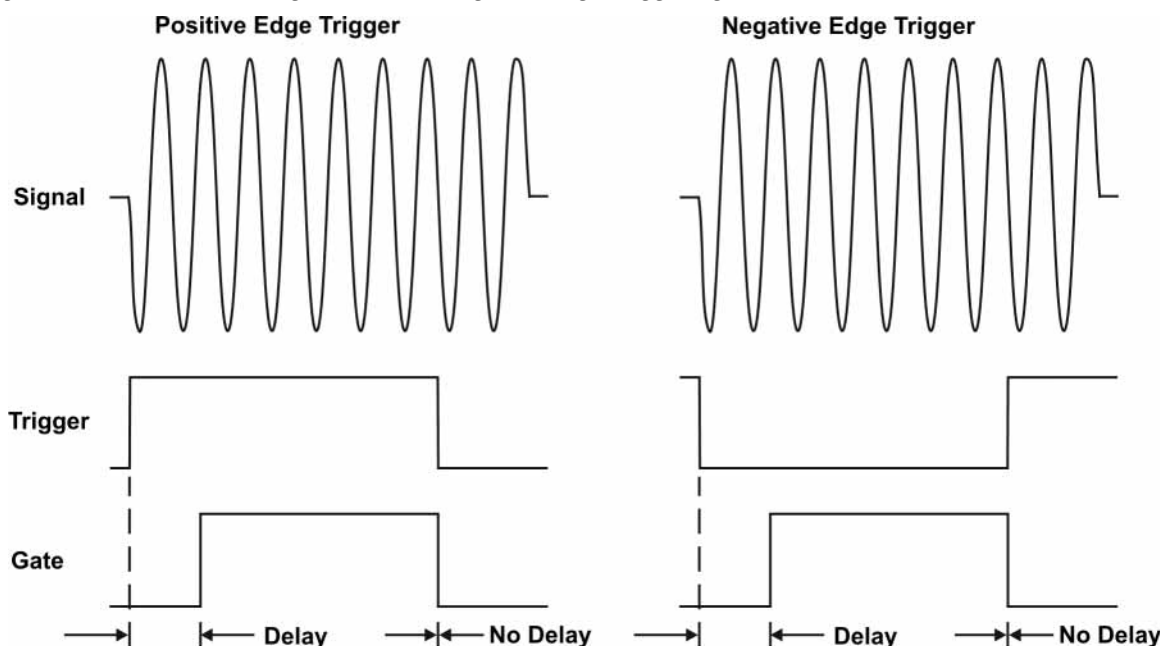 Positive Edge Trigger
Negative Edge Trigger
Signal
Trigger
Gate
Delay
No Delay
Delay
No Delay